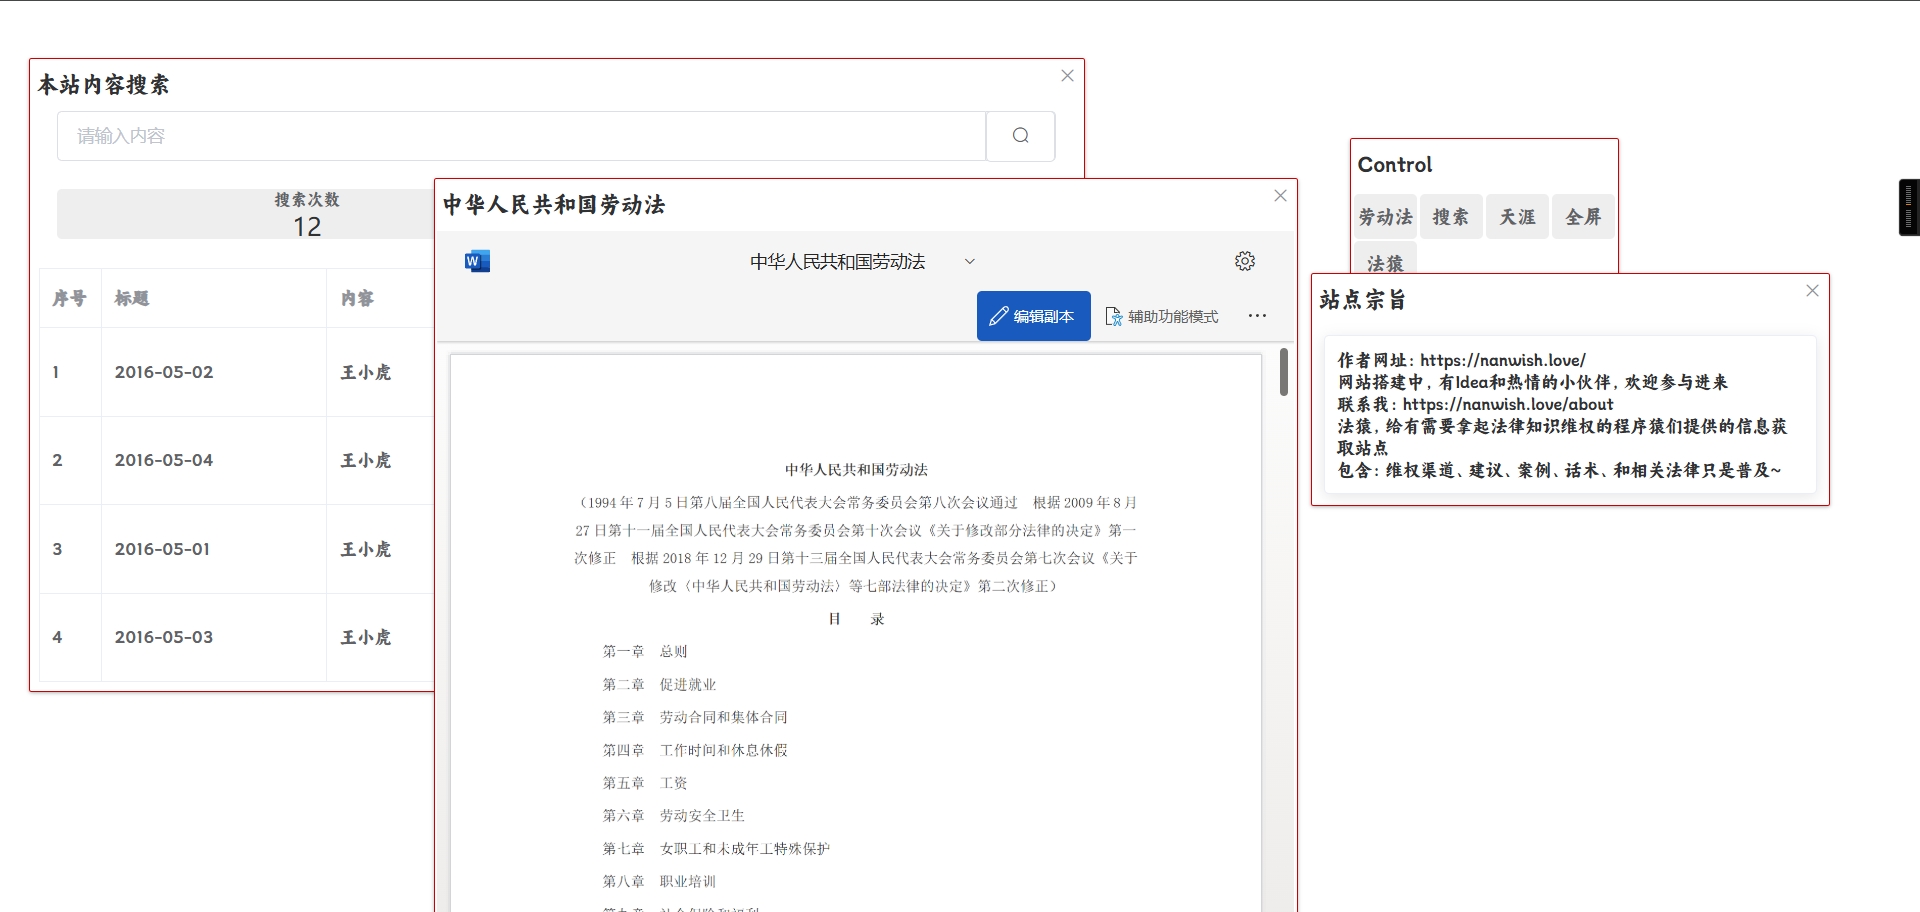 本站内容搜索
请输入内容
搜索次数
12
序号 标题 内容
1 2016-05-02 王小虎
2 2016-05-04 王小虎
3 2016-05-01 王小虎
4 2016-05-03 王小虎
中华人民共和国劳动法
中华人民共和国劳动法
编辑副本 辅助功能模式
中华人民共和国劳动法
（1994 年 7 月 5 日第八届全国人民代表大会常务委员会第八次会议通过 根据 2009 年 8 月
27 日第十一届全国人民代表大会常务委员会第十次会议《关于修改部分法律的决定》第一
次修正 根据 2018 年 12 月 29 日第十三届全国人民代表大会常务委员会第七次会议《关于
修改〈中华人民共和国劳动法〉等七部法律的决定》第二次修正）
目 录
第一章 总则
第二章 促进就业
第三章 劳动合同和集体合同
第四章 工作时间和休息休假
第五章 工资
第六章 劳动安全卫生
第七章 女职工和未成年工特殊保护
第八章 职业培训
Control
劳动法 搜索 天涯 全屏
法猿
站点宗旨
作者网址: https://nanwish.love/
网站搭建中, 有Idea和热情的小伙伴, 欢迎参与进来
联系我: https://nanwish.love/about
法猿, 给有需要拿起法律知识维权的程序猿们提供的信息获
取站点
包含: 维权渠道、建议、案例、话术、和相关法律只是普及~